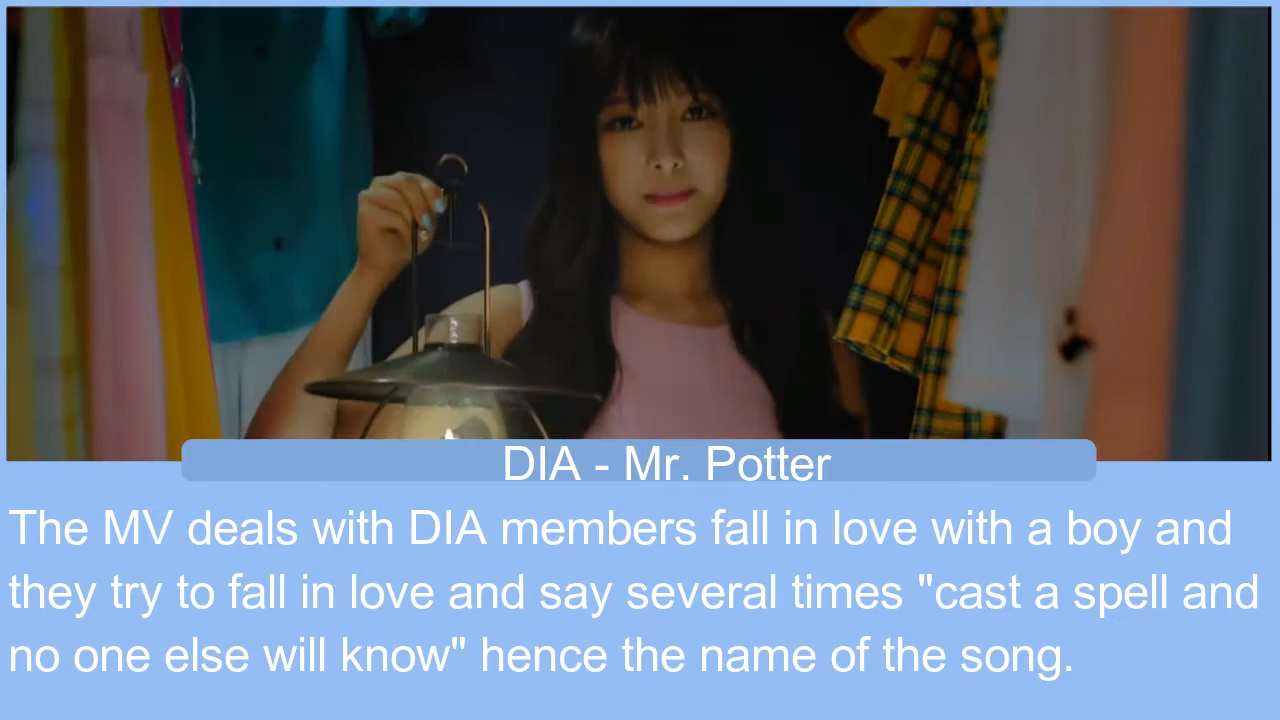 DIA - Mr. Potter
The MV deals with DIA members fall in love with a boy and
they try to fall in love and say several times "cast a spell and
no one else will know" hence the name of the song.